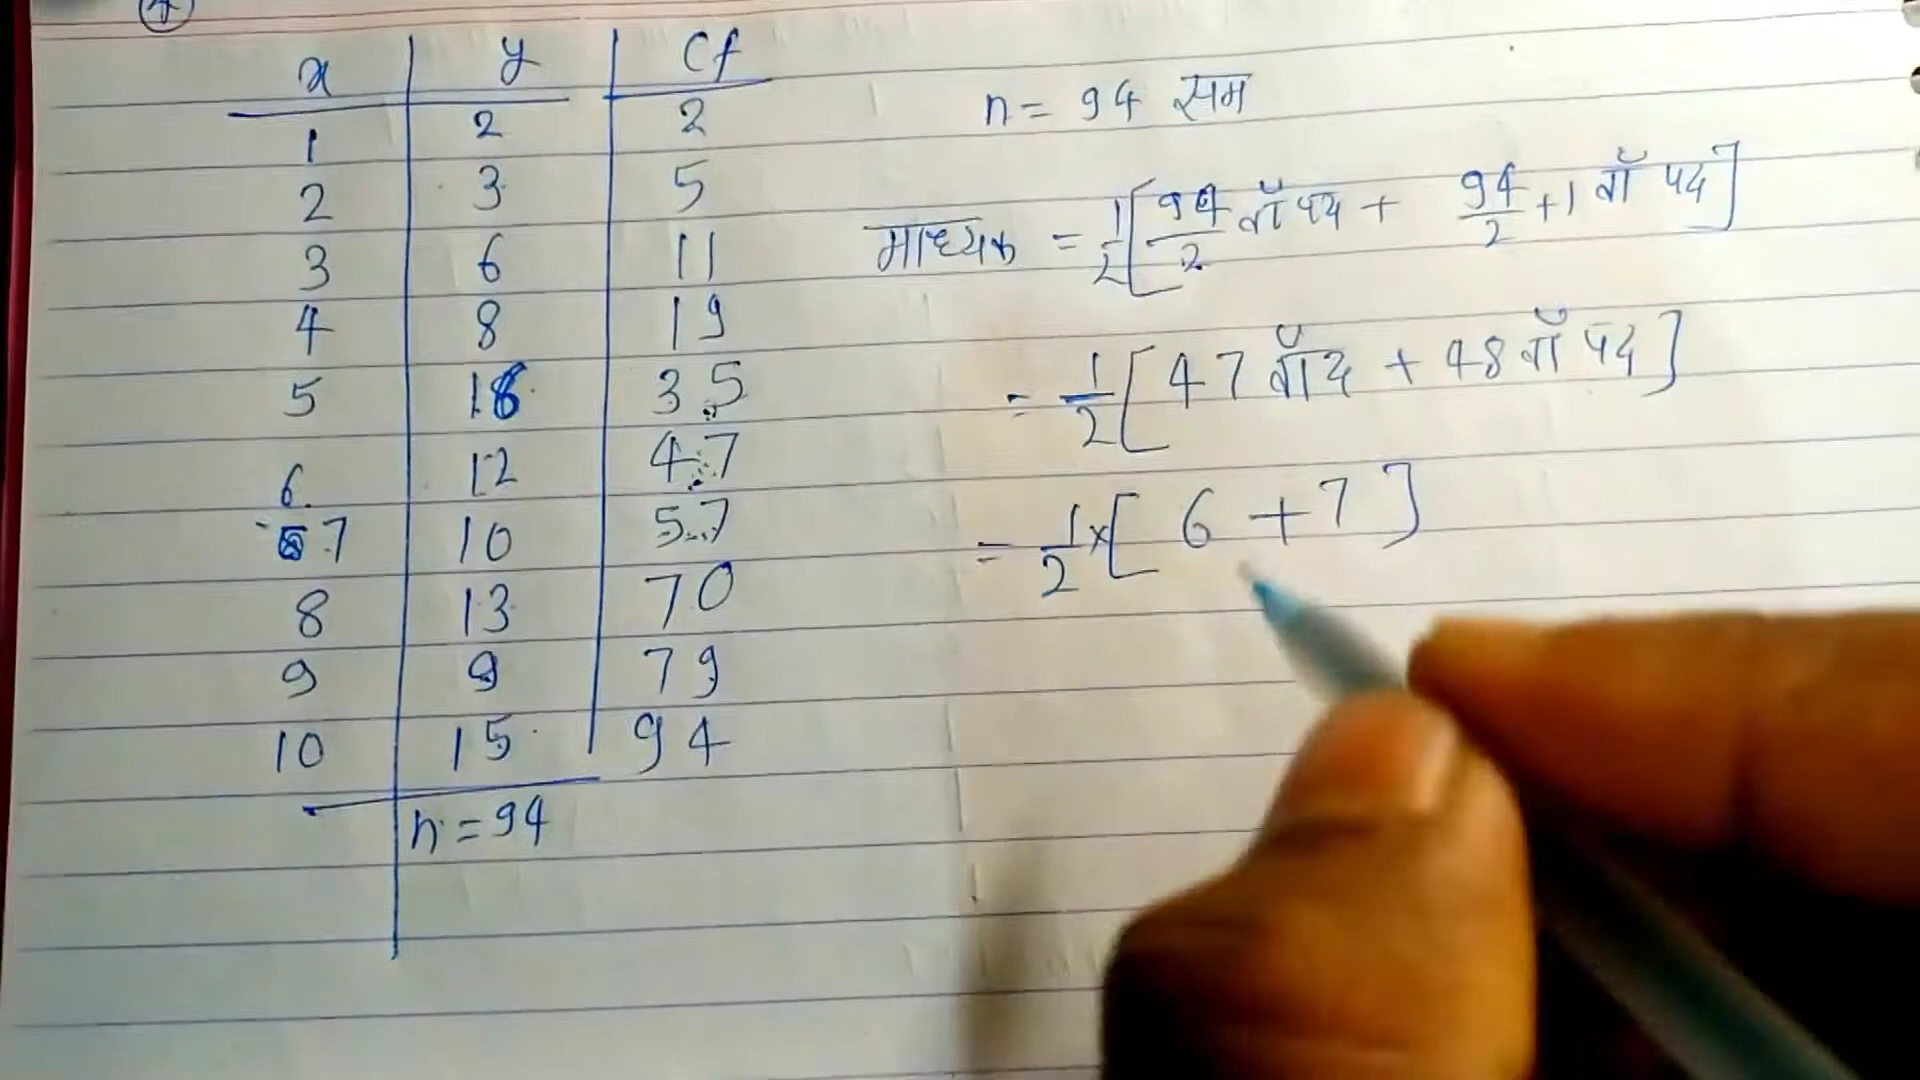 x y Cf
1 2 2
2 3 5
3 6 11
4 8 19
5 16 35
6 12 47
7 10 57
8 13 70
9 9 79
10 15 94
n = 94
n = 94 सम
माध्यक = 1/2 [ 94/2 वाँ पद + 94/2 + 1 वाँ पद ]
= 1/2 [ 47 वाँ पद + 48 वाँ पद ]
= 1/2 × [ 6 + 7 ]